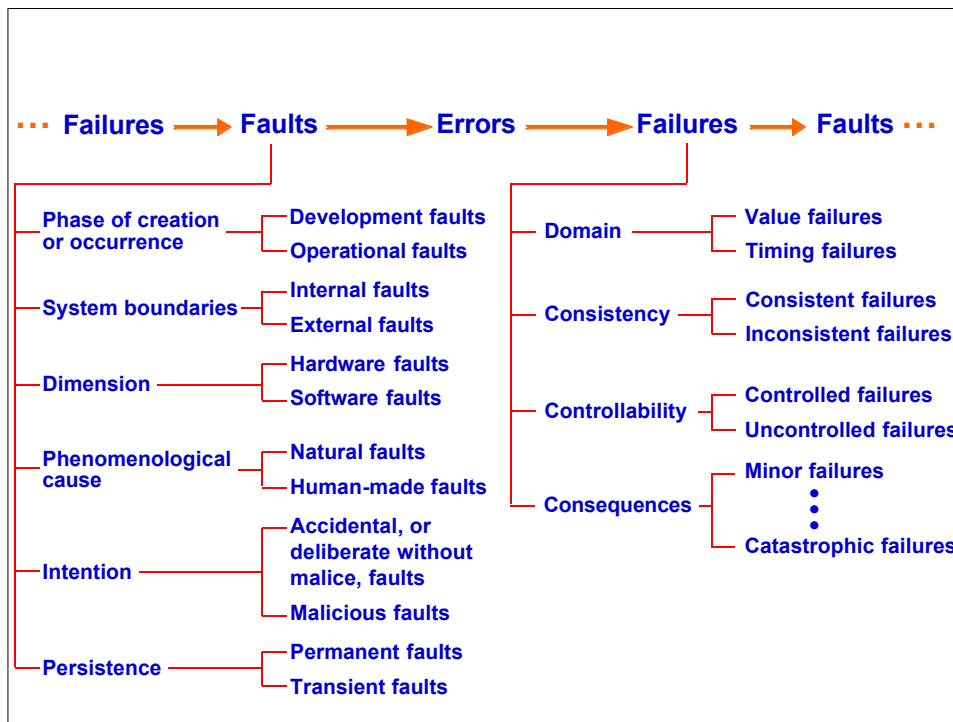 ··· Failures Faults Errors Failures Faults ···
Phase of creation
or occurrence
Development faults
Operational faults
System boundaries
Internal faults
External faults
Dimension
Hardware faults
Software faults
Phenomenological
cause
Natural faults
Human-made faults
Intention
Accidental, or
deliberate without
malice, faults
Malicious faults
Persistence
Permanent faults
Transient faults
Domain
Value failures
Timing failures
Consistency
Consistent failures
Inconsistent failures
Controllability
Controlled failures
Uncontrolled failures
Consequences
Minor failures
Catastrophic failures